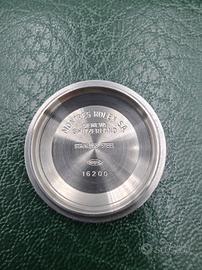 MONTRES ROLEX S.A.
GENEVA
SWITZERLAND
STAINLESS STEEL
16200